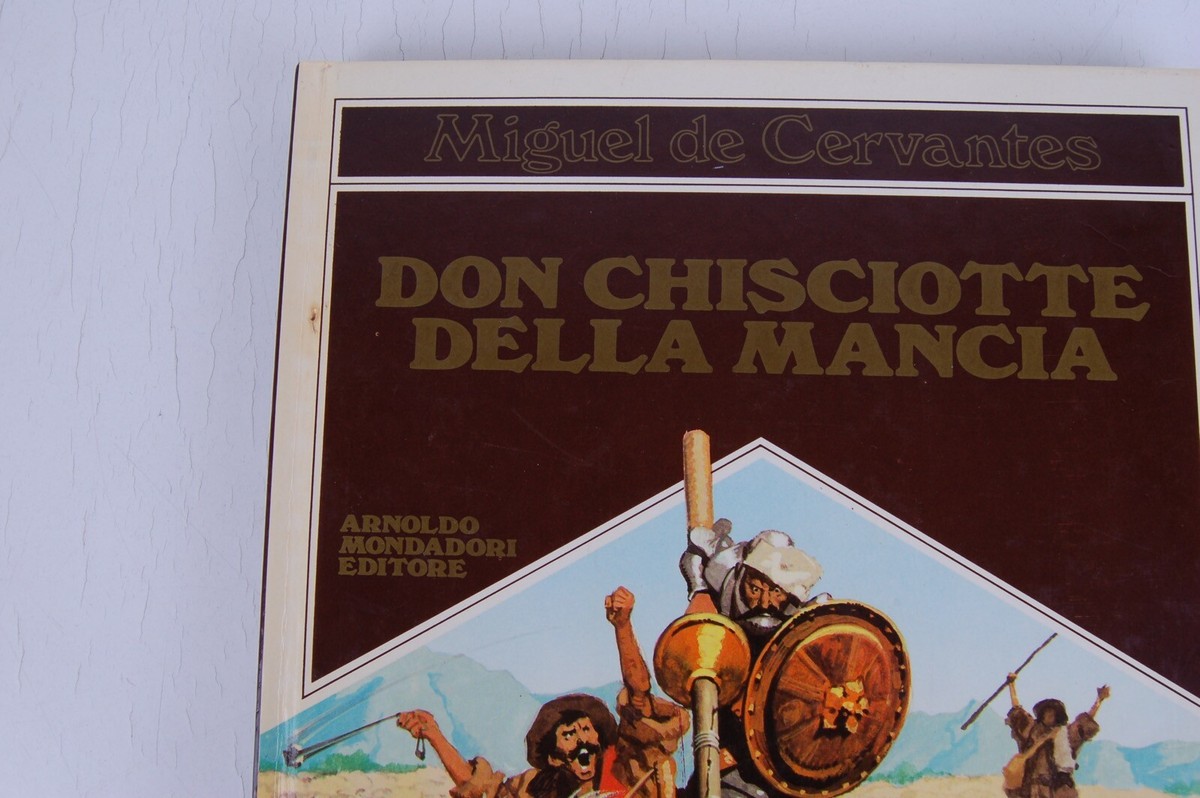 Miguel de Cervantes
DON CHISCIOTTE
DELLA MANCIA
ARNOLDO
MONDADORI
EDITORE